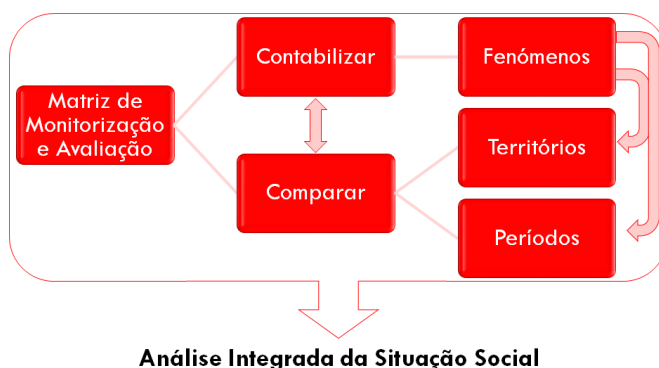 Contabilizar
Fenómenos
Matriz de
Monitorização
e Avaliação
Territórios
Comparar
Períodos
Análise Integrada da Situação Social